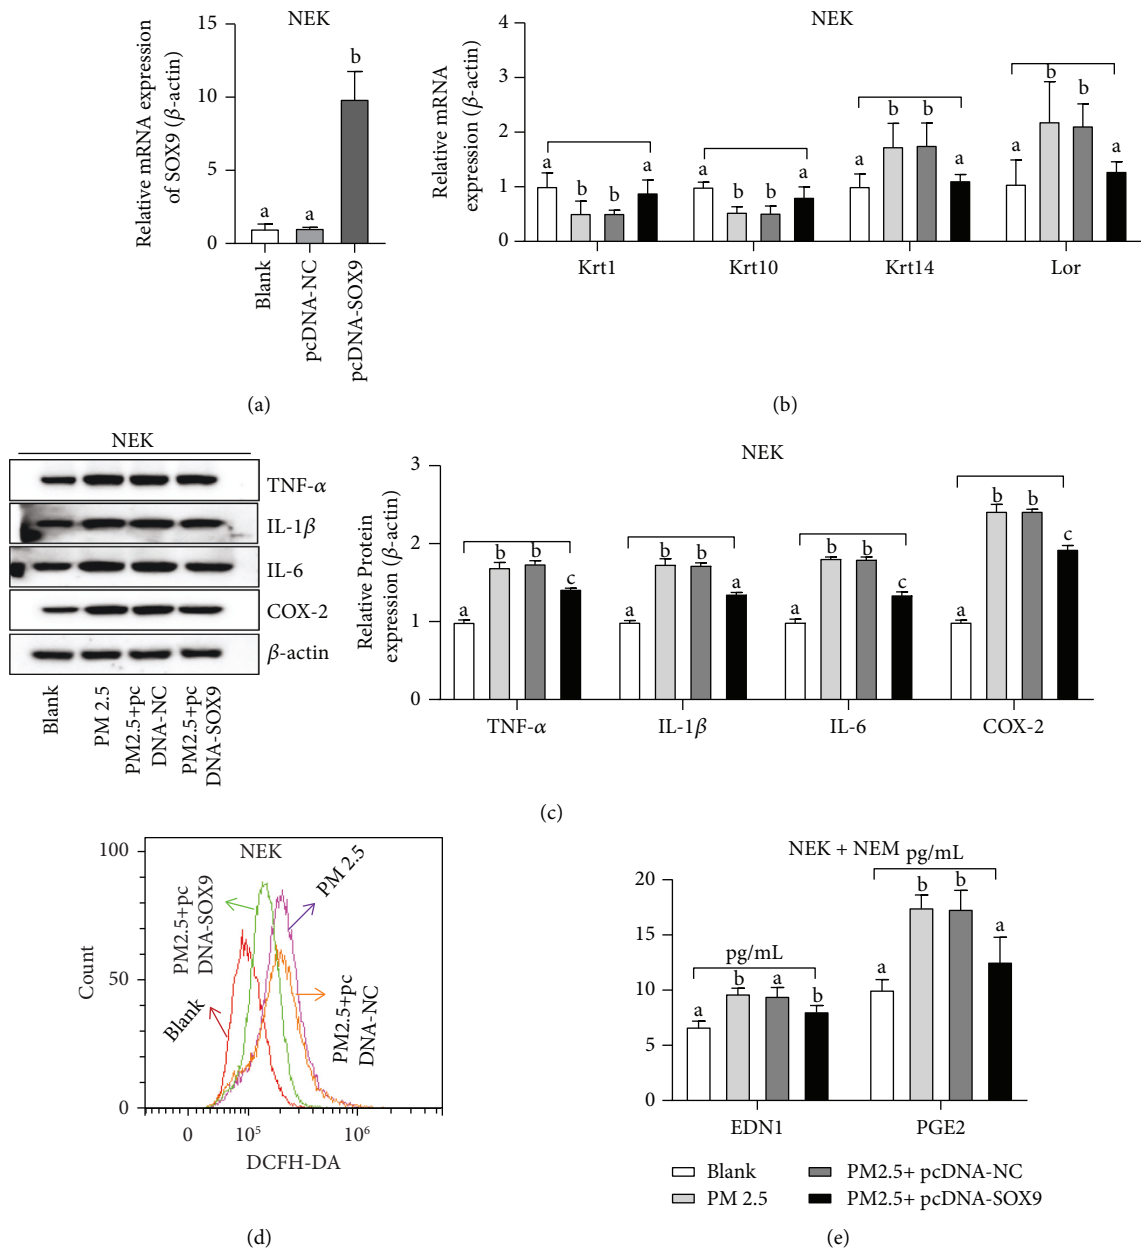 NEK
Relative mRNA expression
of SOX9 (β-actin)
15
10
5
0
a
a
b
Blank
pcDNA-NC
pcDNA-SOX9
(a)
NEK
Relative mRNA
expression (β-actin)
4
3
2
1
0
a
b
b
a
a
b
b
a
a
b
b
a
a
b
b
a
Krt1
Krt10
Krt14
Lor
(b)
NEK
TNF-α
IL-1β
IL-6
COX-2
β-actin
Blank
PM 2.5
PM2.5+pc
DNA-NC
PM2.5+pc
DNA-SOX9
NEK
Relative Protein
expression (β-actin)
3
2
1
0
a
b
b
c
a
b
b
a
a
b
b
c
a
b
b
c
TNF-α
IL-1β
IL-6
COX-2
(c)
NEK
Count
100
50
0
PM2.5+pc
DNA-SOX9
PM 2.5
Blank
PM2.5+pc
DNA-NC
0
10⁵
10⁶
DCFH-DA
(d)
NEK + NEM
pg/mL
pg/mL
20
15
10
5
0
a
b
a
b
a
b
b
a
EDN1
PGE2
Blank
PM 2.5
PM2.5+ pcDNA-NC
PM2.5+ pcDNA-SOX9
(e)